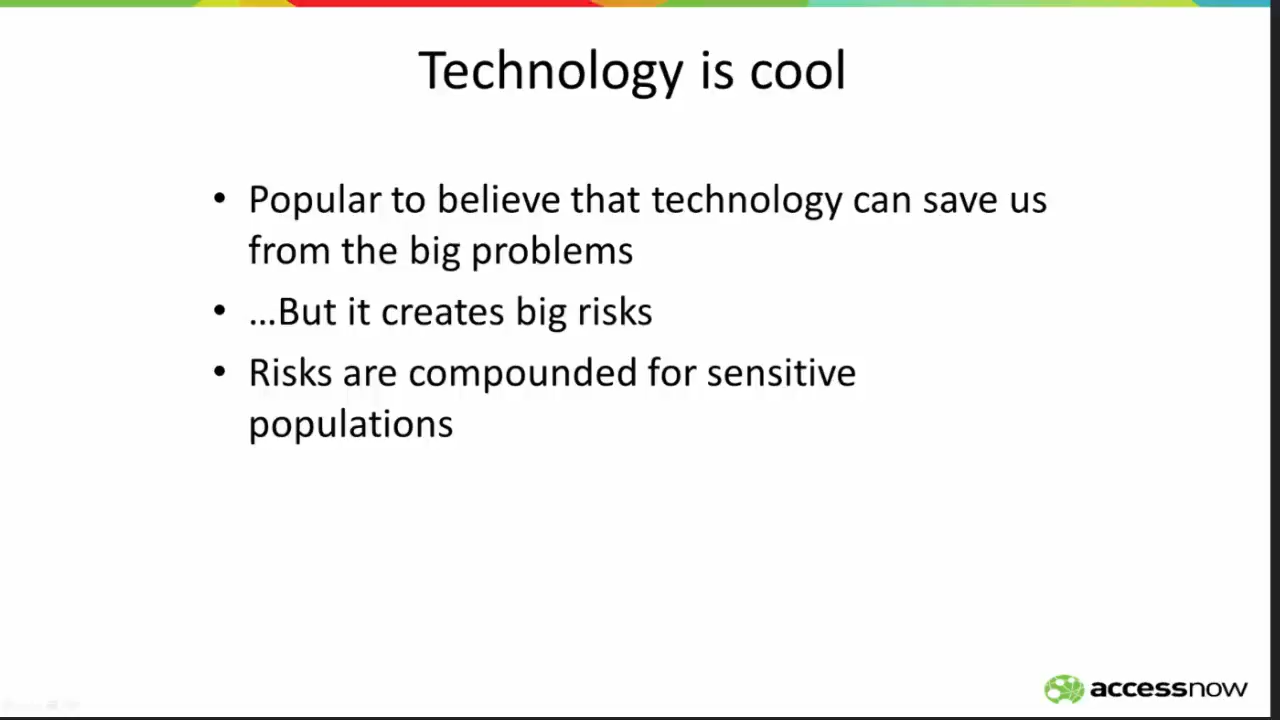 Technology is cool
• Popular to believe that technology can save us
from the big problems
• …But it creates big risks
• Risks are compounded for sensitive
populations
accessnow